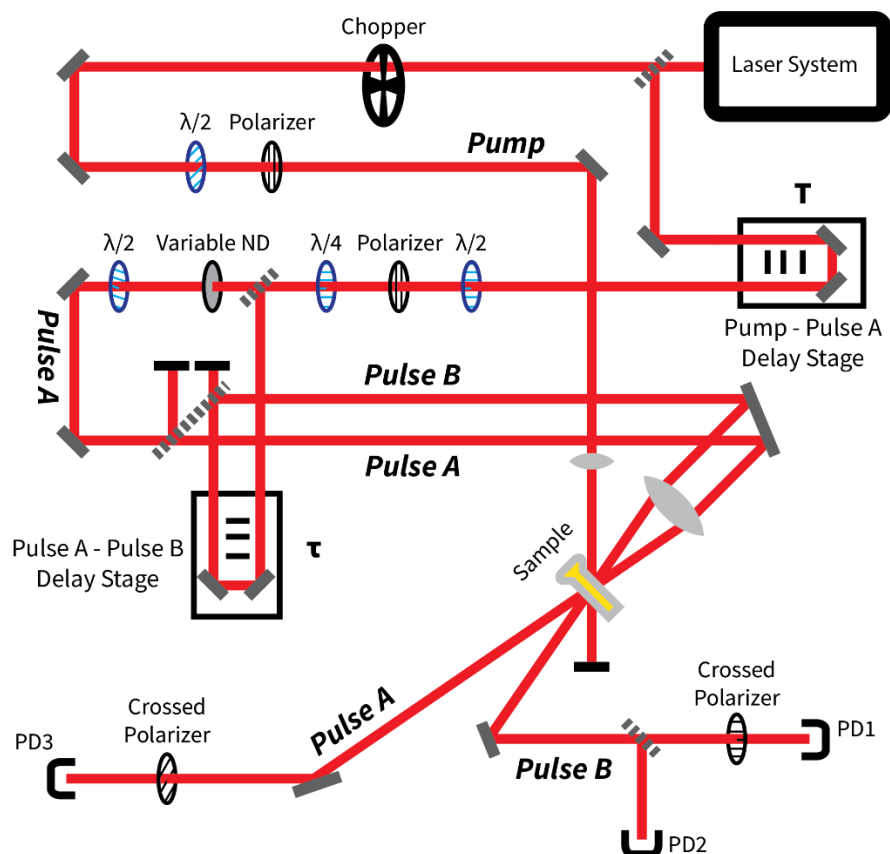 Chopper
Laser System
λ/2
Polarizer
Pump
T
λ/2
Variable ND
λ/4
Polarizer
λ/2
Pump - Pulse A
Delay Stage
Pulse A
Pulse B
Pulse A
Pulse A - Pulse B
Delay Stage
τ
Sample
Crossed
Polarizer
PD3
Pulse A
Crossed
Polarizer
PD1
Pulse B
PD2